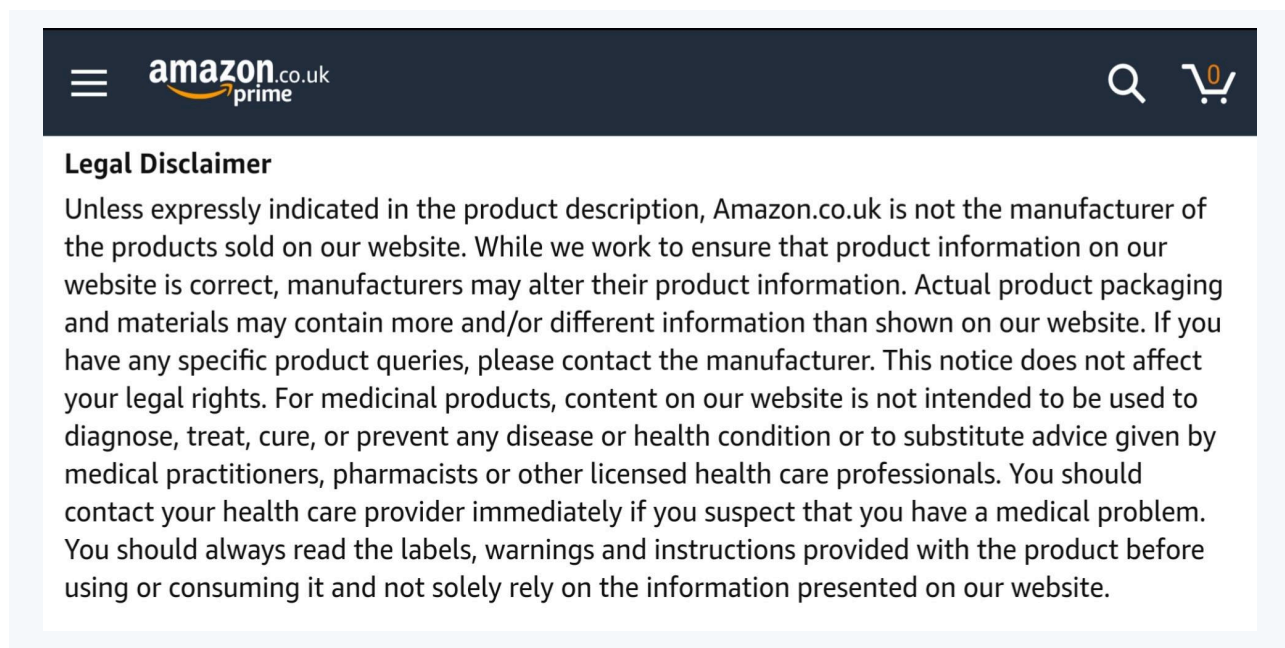 amazon.co.uk
prime
0
Legal Disclaimer
Unless expressly indicated in the product description, Amazon.co.uk is not the manufacturer of
the products sold on our website. While we work to ensure that product information on our
website is correct, manufacturers may alter their product information. Actual product packaging
and materials may contain more and/or different information than shown on our website. If you
have any specific product queries, please contact the manufacturer. This notice does not affect
your legal rights. For medicinal products, content on our website is not intended to be used to
diagnose, treat, cure, or prevent any disease or health condition or to substitute advice given by
medical practitioners, pharmacists or other licensed health care professionals. You should
contact your health care provider immediately if you suspect that you have a medical problem.
You should always read the labels, warnings and instructions provided with the product before
using or consuming it and not solely rely on the information presented on our website.